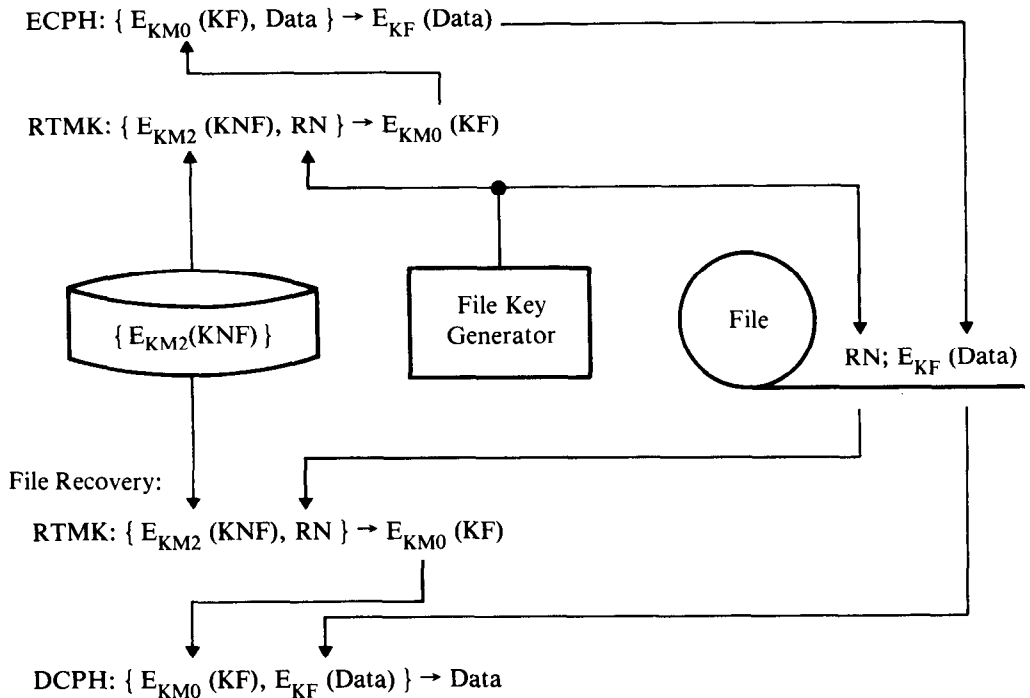 ECPH: { E_KM0 (KF), Data } → E_KF (Data)
RTMK: { E_KM2 (KNF), RN } → E_KM0 (KF)
{ E_KM2(KNF) }
File Key
Generator
File
RN; E_KF (Data)
File Recovery:
RTMK: { E_KM2 (KNF), RN } → E_KM0 (KF)
DCPH: { E_KM0 (KF), E_KF (Data) } → Data